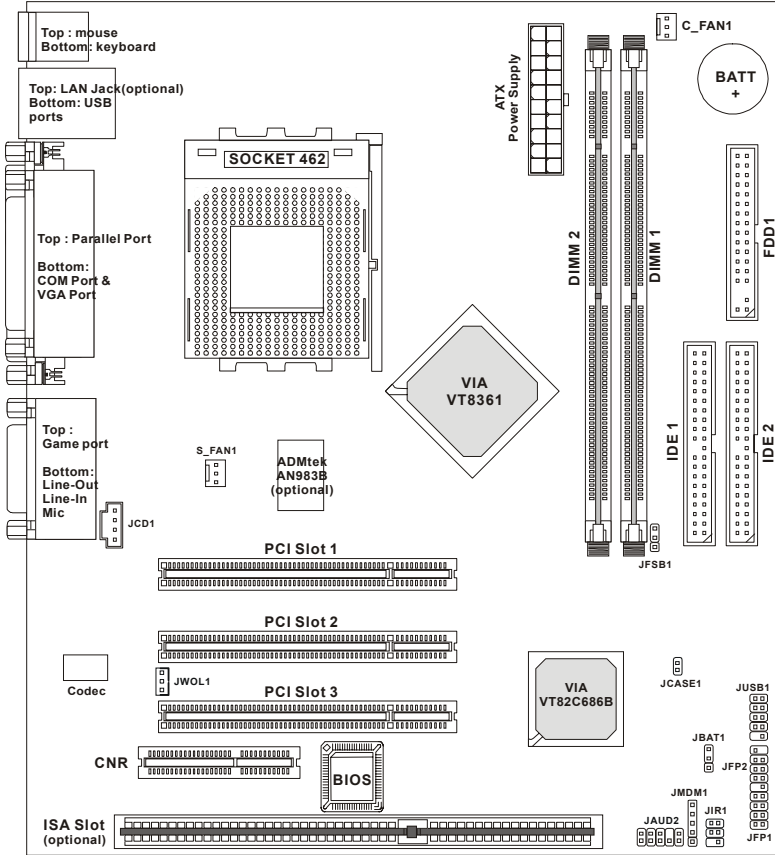 Top : mouse
Bottom: keyboard
Top: LAN Jack(optional)
Bottom: USB
ports
Top : Parallel Port
Bottom:
COM Port &
VGA Port
Top :
Game port
Bottom:
Line-Out
Line-In
Mic
SOCKET 462
ATX
Power Supply
C_FAN1
BATT
+
DIMM 2
DIMM 1
FDD1
VIA
VT8361
IDE 1
IDE 2
S_FAN1
ADMtek
AN983B
(optional)
JCD1
JFSB1
PCI Slot 1
PCI Slot 2
PCI Slot 3
Codec
JWOL1
VIA
VT82C686B
JCASE1
JUSB1
JBAT1
JFP2
CNR
BIOS
JMDM1
JIR1
JAUD2
JFP1
ISA Slot
(optional)